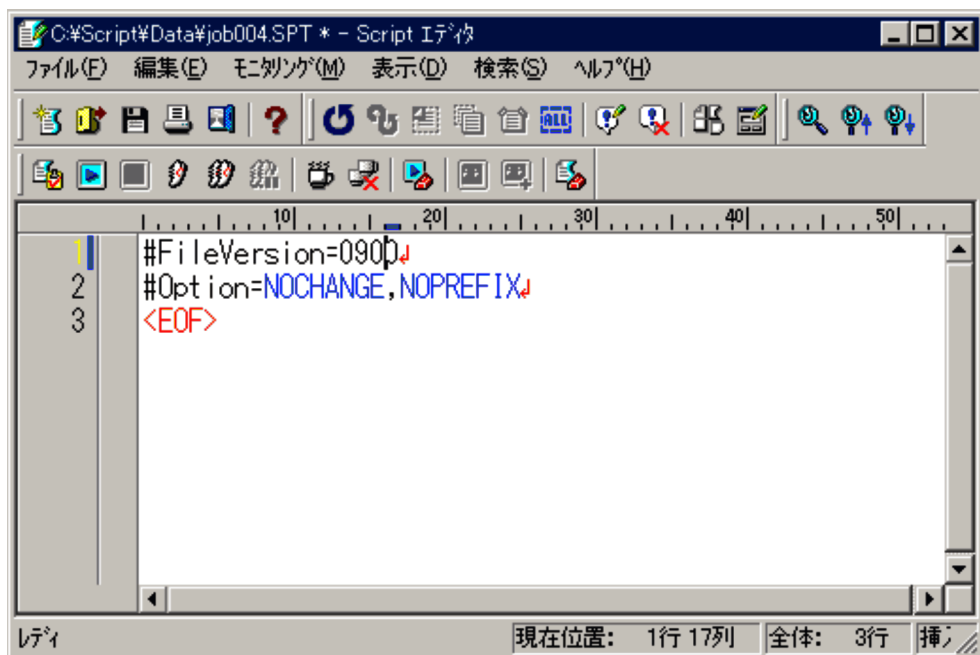 C:¥Script¥Data¥job004.SPT * - Script ｴﾃﾞｨﾀ
ﾌｧｲﾙ(F) 編集(E) ﾓﾆﾀﾘﾝｸﾞ(M) 表示(D) 検索(S) ﾍﾙﾌﾟ(H)
ALL
10 20 30 40 50
1 #FileVersion=0900
2 #Option=NOCHANGE,NOPREFIX
3 <EOF>
ﾚﾃﾞｨ 現在位置: 1行 17列 全体: 3行